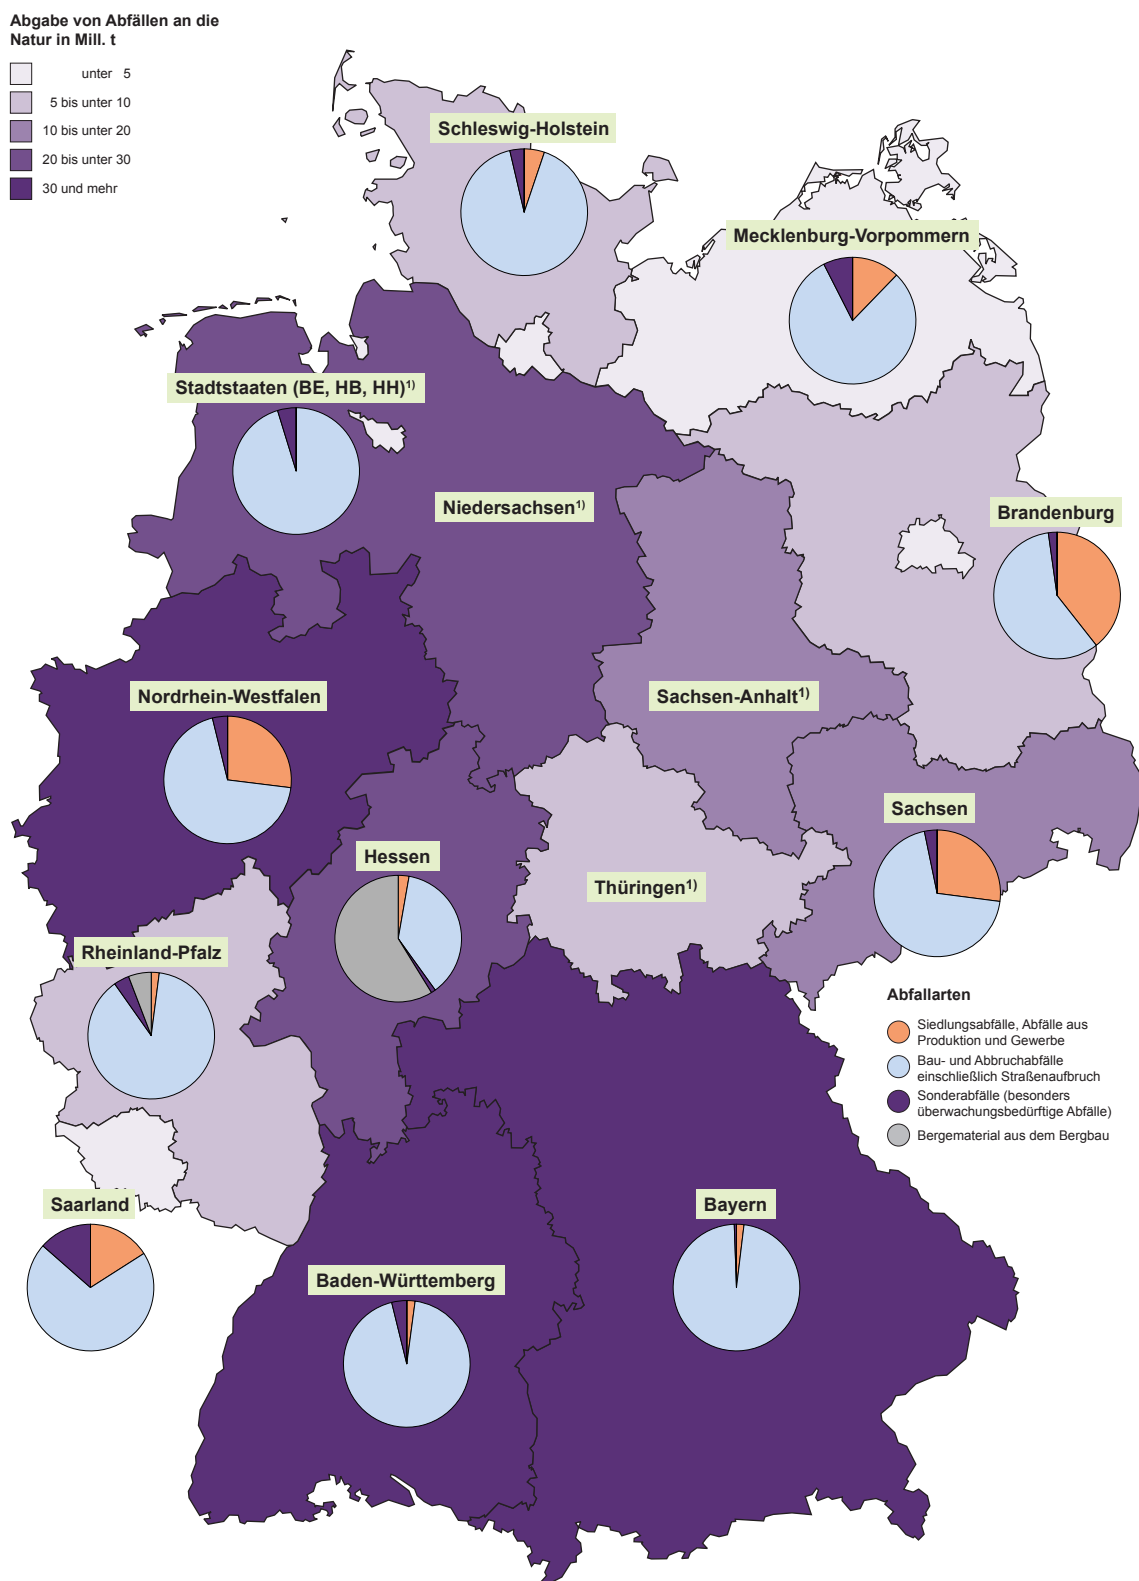 Abgabe von Abfällen an die
Natur in Mill. t
unter 5
5 bis unter 10
10 bis unter 20
20 bis unter 30
30 und mehr
Schleswig-Holstein
Mecklenburg-Vorpommern
Stadtstaaten (BE, HB, HH)1)
Niedersachsen1)
Brandenburg
Nordrhein-Westfalen
Sachsen-Anhalt1)
Sachsen
Hessen
Thüringen1)
Rheinland-Pfalz
Abfallarten
Siedlungsabfälle, Abfälle aus
Produktion und Gewerbe
Bau- und Abbruchabfälle
einschließlich Straßenaufbruch
Sonderabfälle (besonders
überwachungsbedürftige Abfälle)
Bergematerial aus dem Bergbau
Saarland
Bayern
Baden-Württemberg